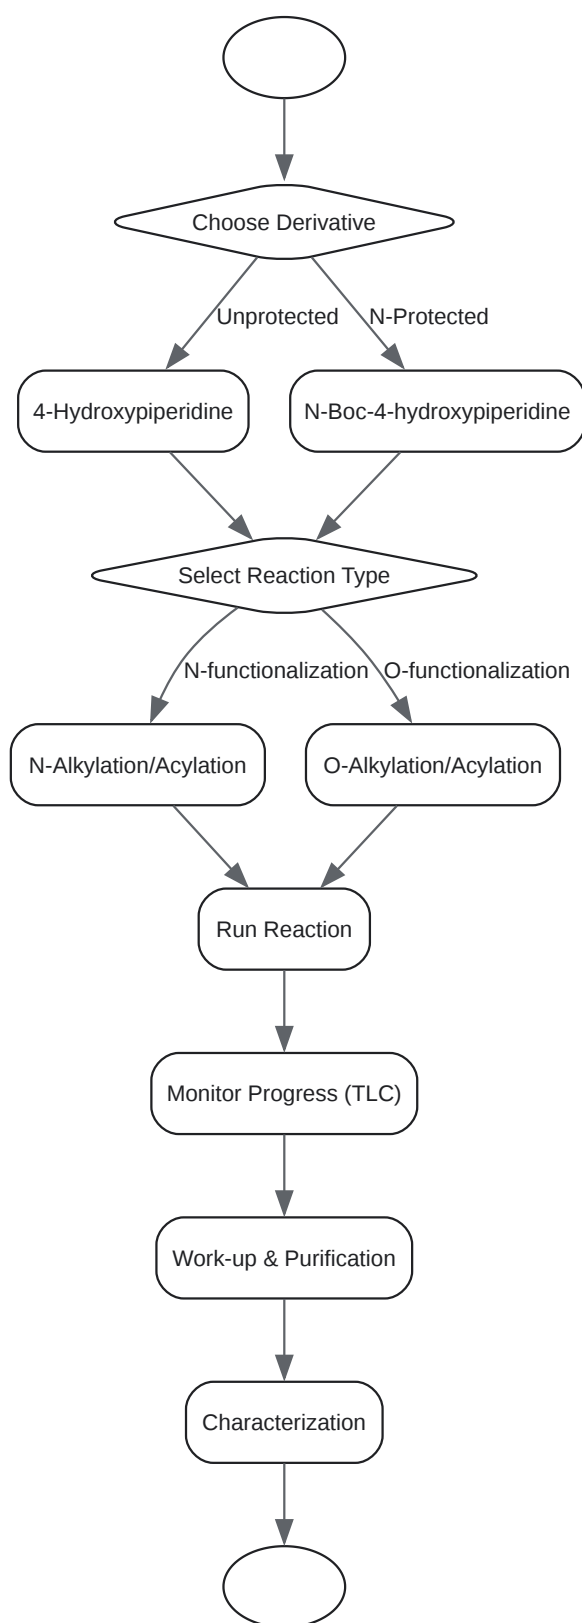 Choose Derivative
Unprotected
N-Protected
4-Hydroxypiperidine
N-Boc-4-hydroxypiperidine
Select Reaction Type
N-functionalization
O-functionalization
N-Alkylation/Acylation
O-Alkylation/Acylation
Run Reaction
Monitor Progress (TLC)
Work-up & Purification
Characterization